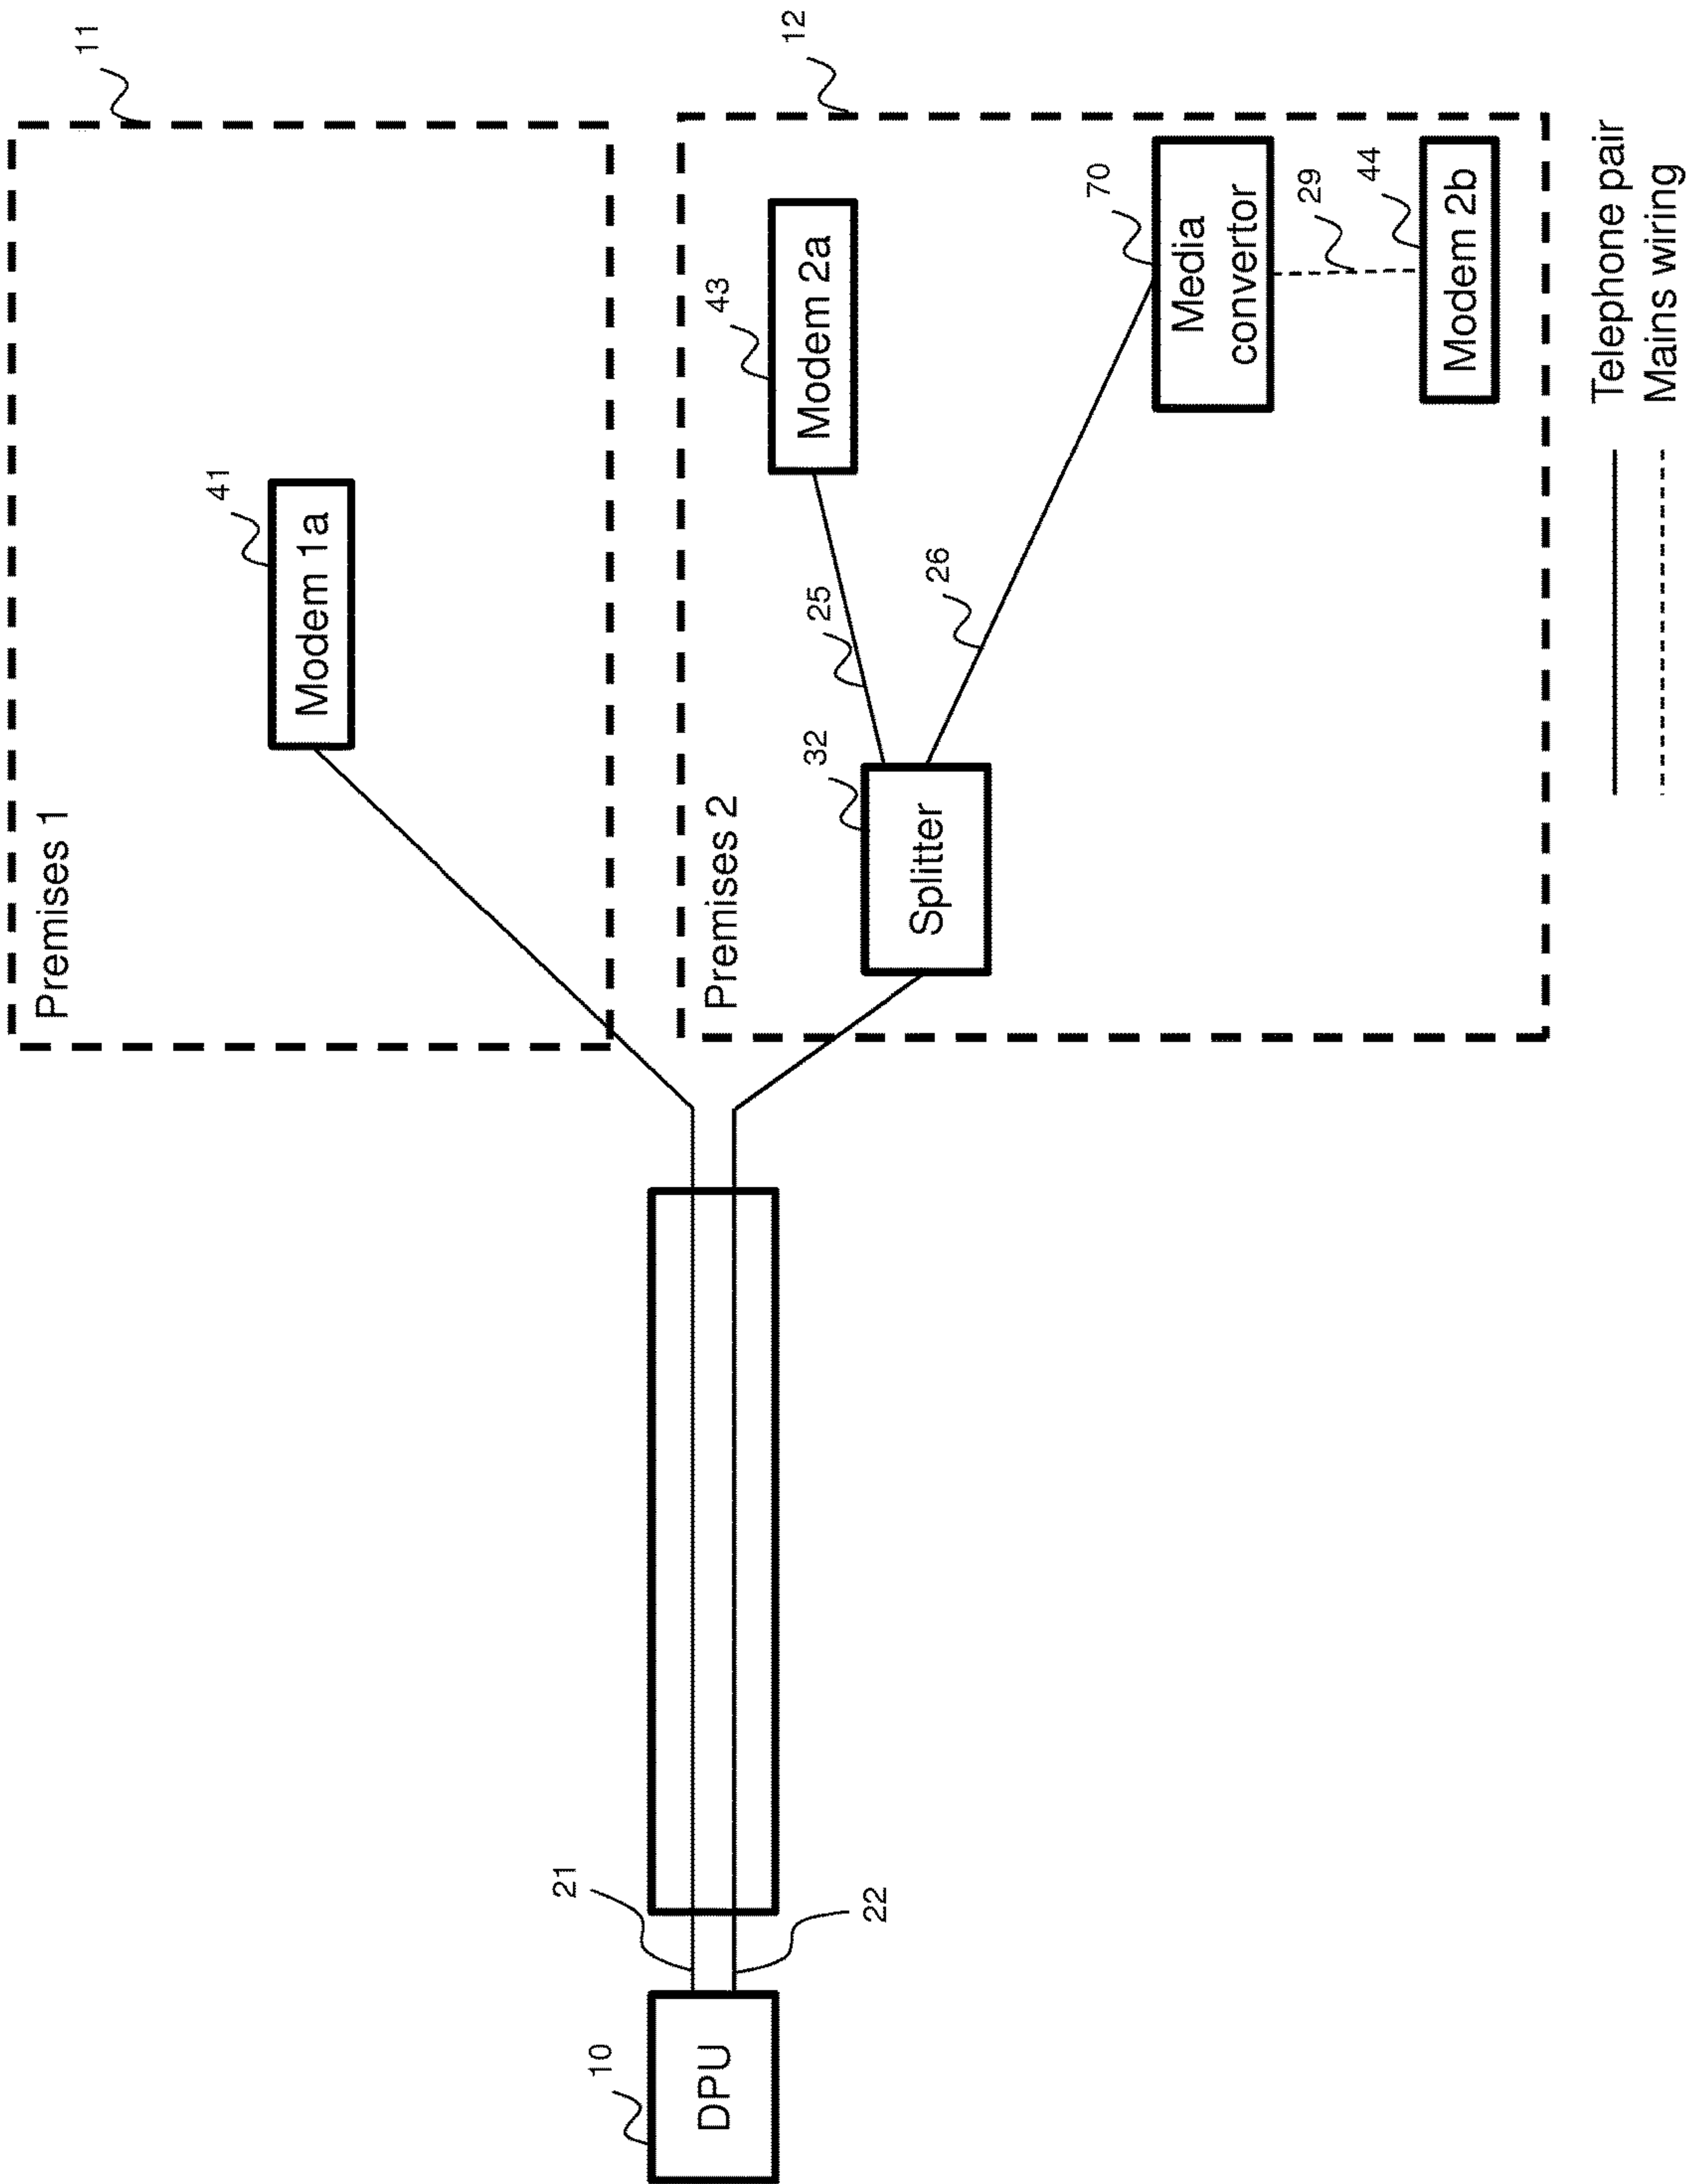 11
Premises 1
41
Modem 1a
12
Premises 2
43
Modem 2a
25
26
32
Splitter
70
Media
convertor
29
44
Modem 2b
21
22
10
DPU
Telephone pair
Mains wiring